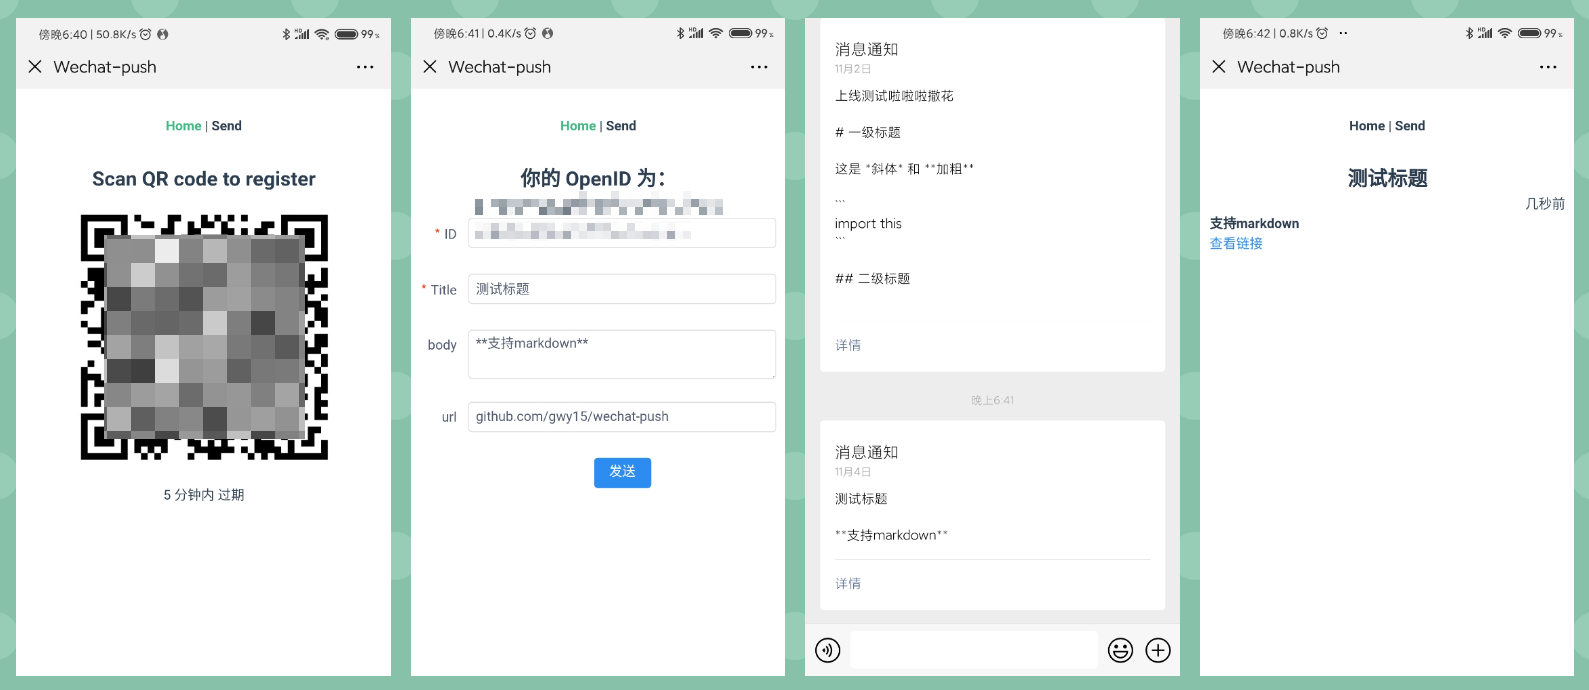 傍晚6:40 | 50.8K/s
99%
Wechat-push
Home | Send
Scan QR code to register
5 分钟内 过期
傍晚6:41 | 0.4K/s
99%
Wechat-push
Home | Send
你的 OpenID 为：
* ID
* Title
测试标题
body
**支持markdown**
url
github.com/gwy15/wechat-push
发送
消息通知
11月2日
上线测试啦啦啦撒花
# 一级标题
这是 *斜体* 和 **加粗**
```
import this
```
## 二级标题
详情
晚上6:41
消息通知
11月4日
测试标题
**支持markdown**
详情
傍晚6:42 | 0.8K/s
99%
Wechat-push
Home | Send
测试标题
几秒前
支持markdown
查看链接